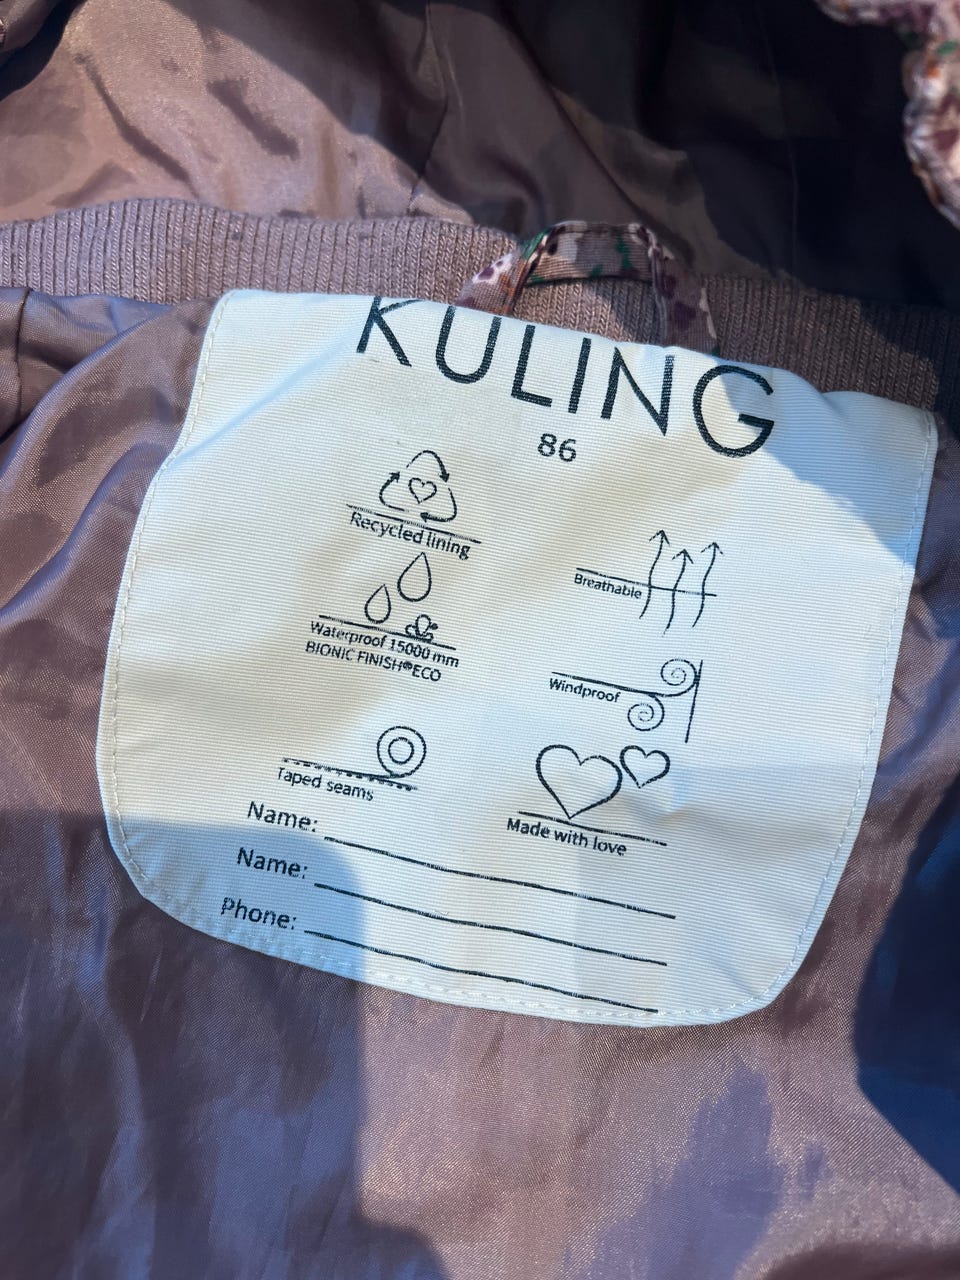 KULING
86
Recycled lining
Breathable
Waterproof 15000 mm
BIONIC FINISH®ECO
Windproof
Taped seams
Made with love
Name:
Name:
Phone: